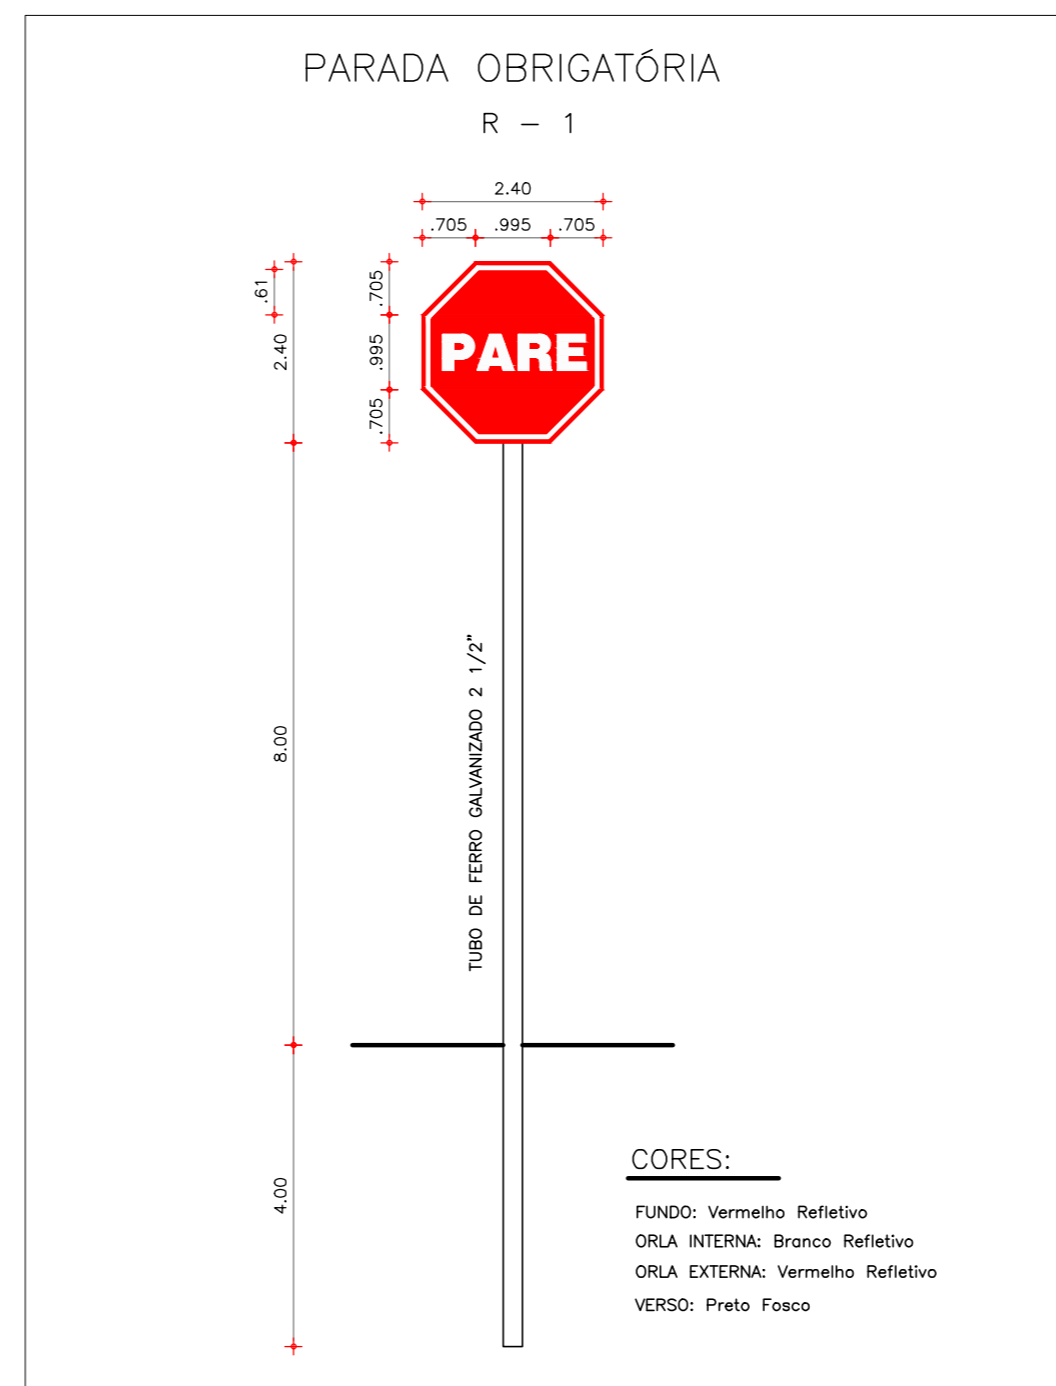 PARADA OBRIGATÓRIA
R - 1
2.40
.705 .995 .705
.61
2.40
.705
.995
.705
PARE
8.00
TUBO DE FERRO GALVANIZADO 2 1/2"
4.00
CORES:
FUNDO: Vermelho Refletivo
ORLA INTERNA: Branco Refletivo
ORLA EXTERNA: Vermelho Refletivo
VERSO: Preto Fosco